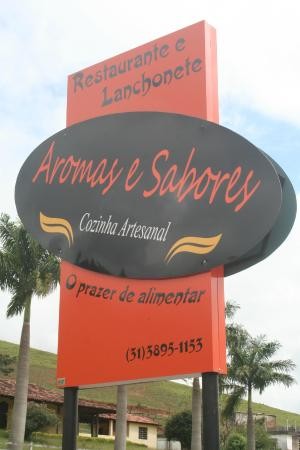 Restaurante e
Lanchonete
Aromas e Sabores
Cozinha Artesanal
O prazer de alimentar
(31)3895-1153